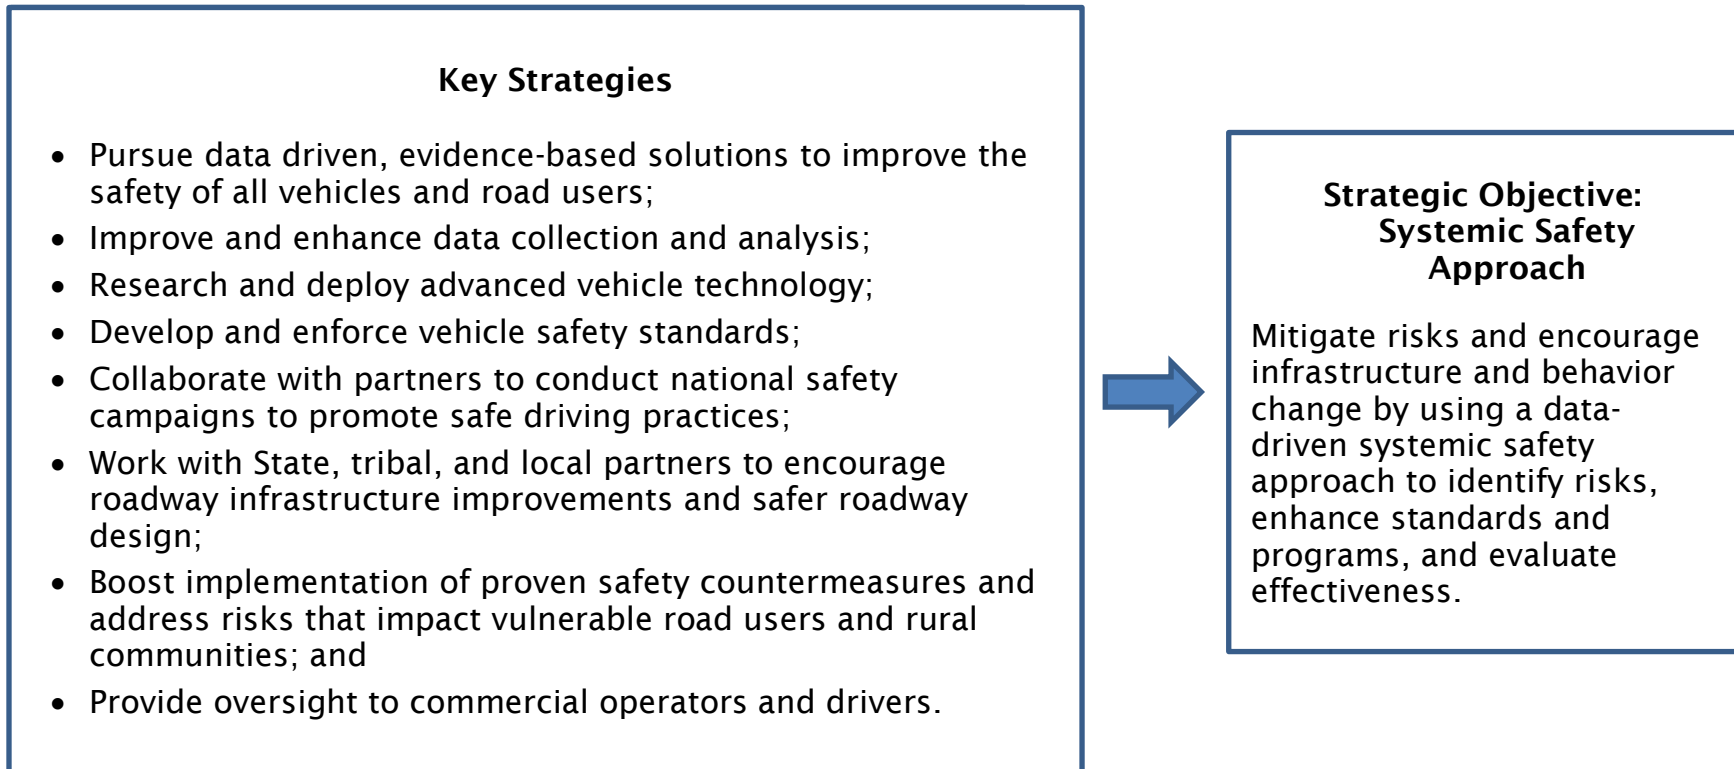 Key Strategies
• Pursue data driven, evidence-based solutions to improve the
safety of all vehicles and road users;
• Improve and enhance data collection and analysis;
• Research and deploy advanced vehicle technology;
• Develop and enforce vehicle safety standards;
• Collaborate with partners to conduct national safety
campaigns to promote safe driving practices;
• Work with State, tribal, and local partners to encourage
roadway infrastructure improvements and safer roadway
design;
• Boost implementation of proven safety countermeasures and
address risks that impact vulnerable road users and rural
communities; and
• Provide oversight to commercial operators and drivers.
Strategic Objective:
Systemic Safety
Approach
Mitigate risks and encourage
infrastructure and behavior
change by using a data-
driven systemic safety
approach to identify risks,
enhance standards and
programs, and evaluate
effectiveness.